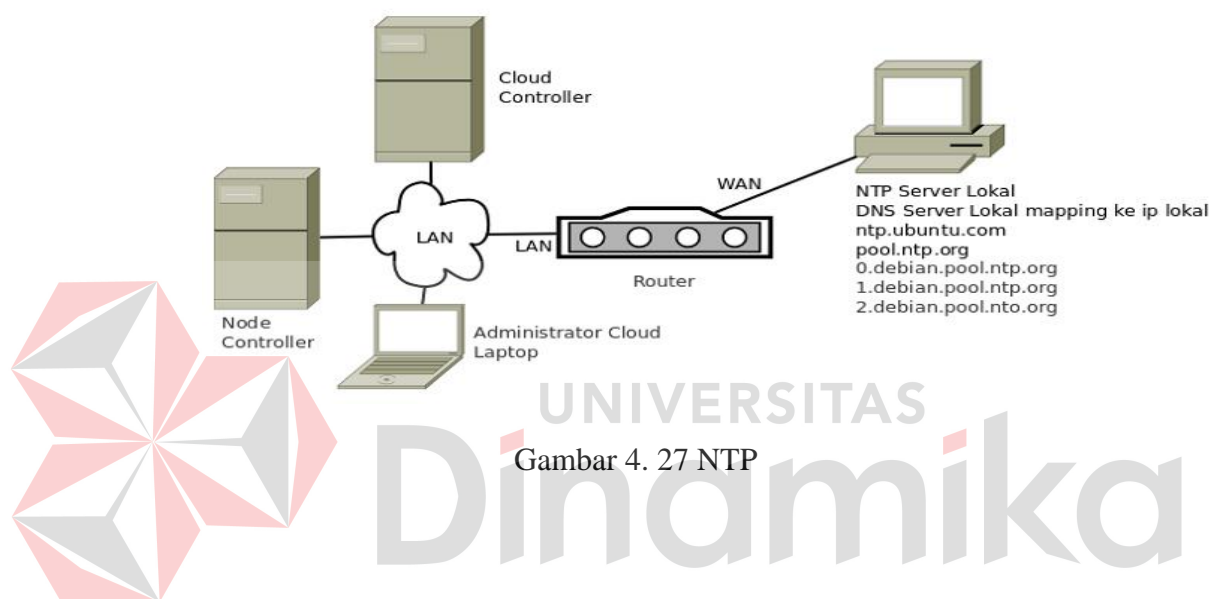 Cloud
Controller
WAN
NTP Server Lokal
DNS Server Lokal mapping ke ip lokal
ntp.ubuntu.com
pool.ntp.org
0.debian.pool.ntp.org
1.debian.pool.ntp.org
2.debian.pool.nto.org
LAN
LAN
Router
Node
Controller
Administrator Cloud
Laptop
UNIVERSITAS
Dinamika
Gambar 4. 27 NTP